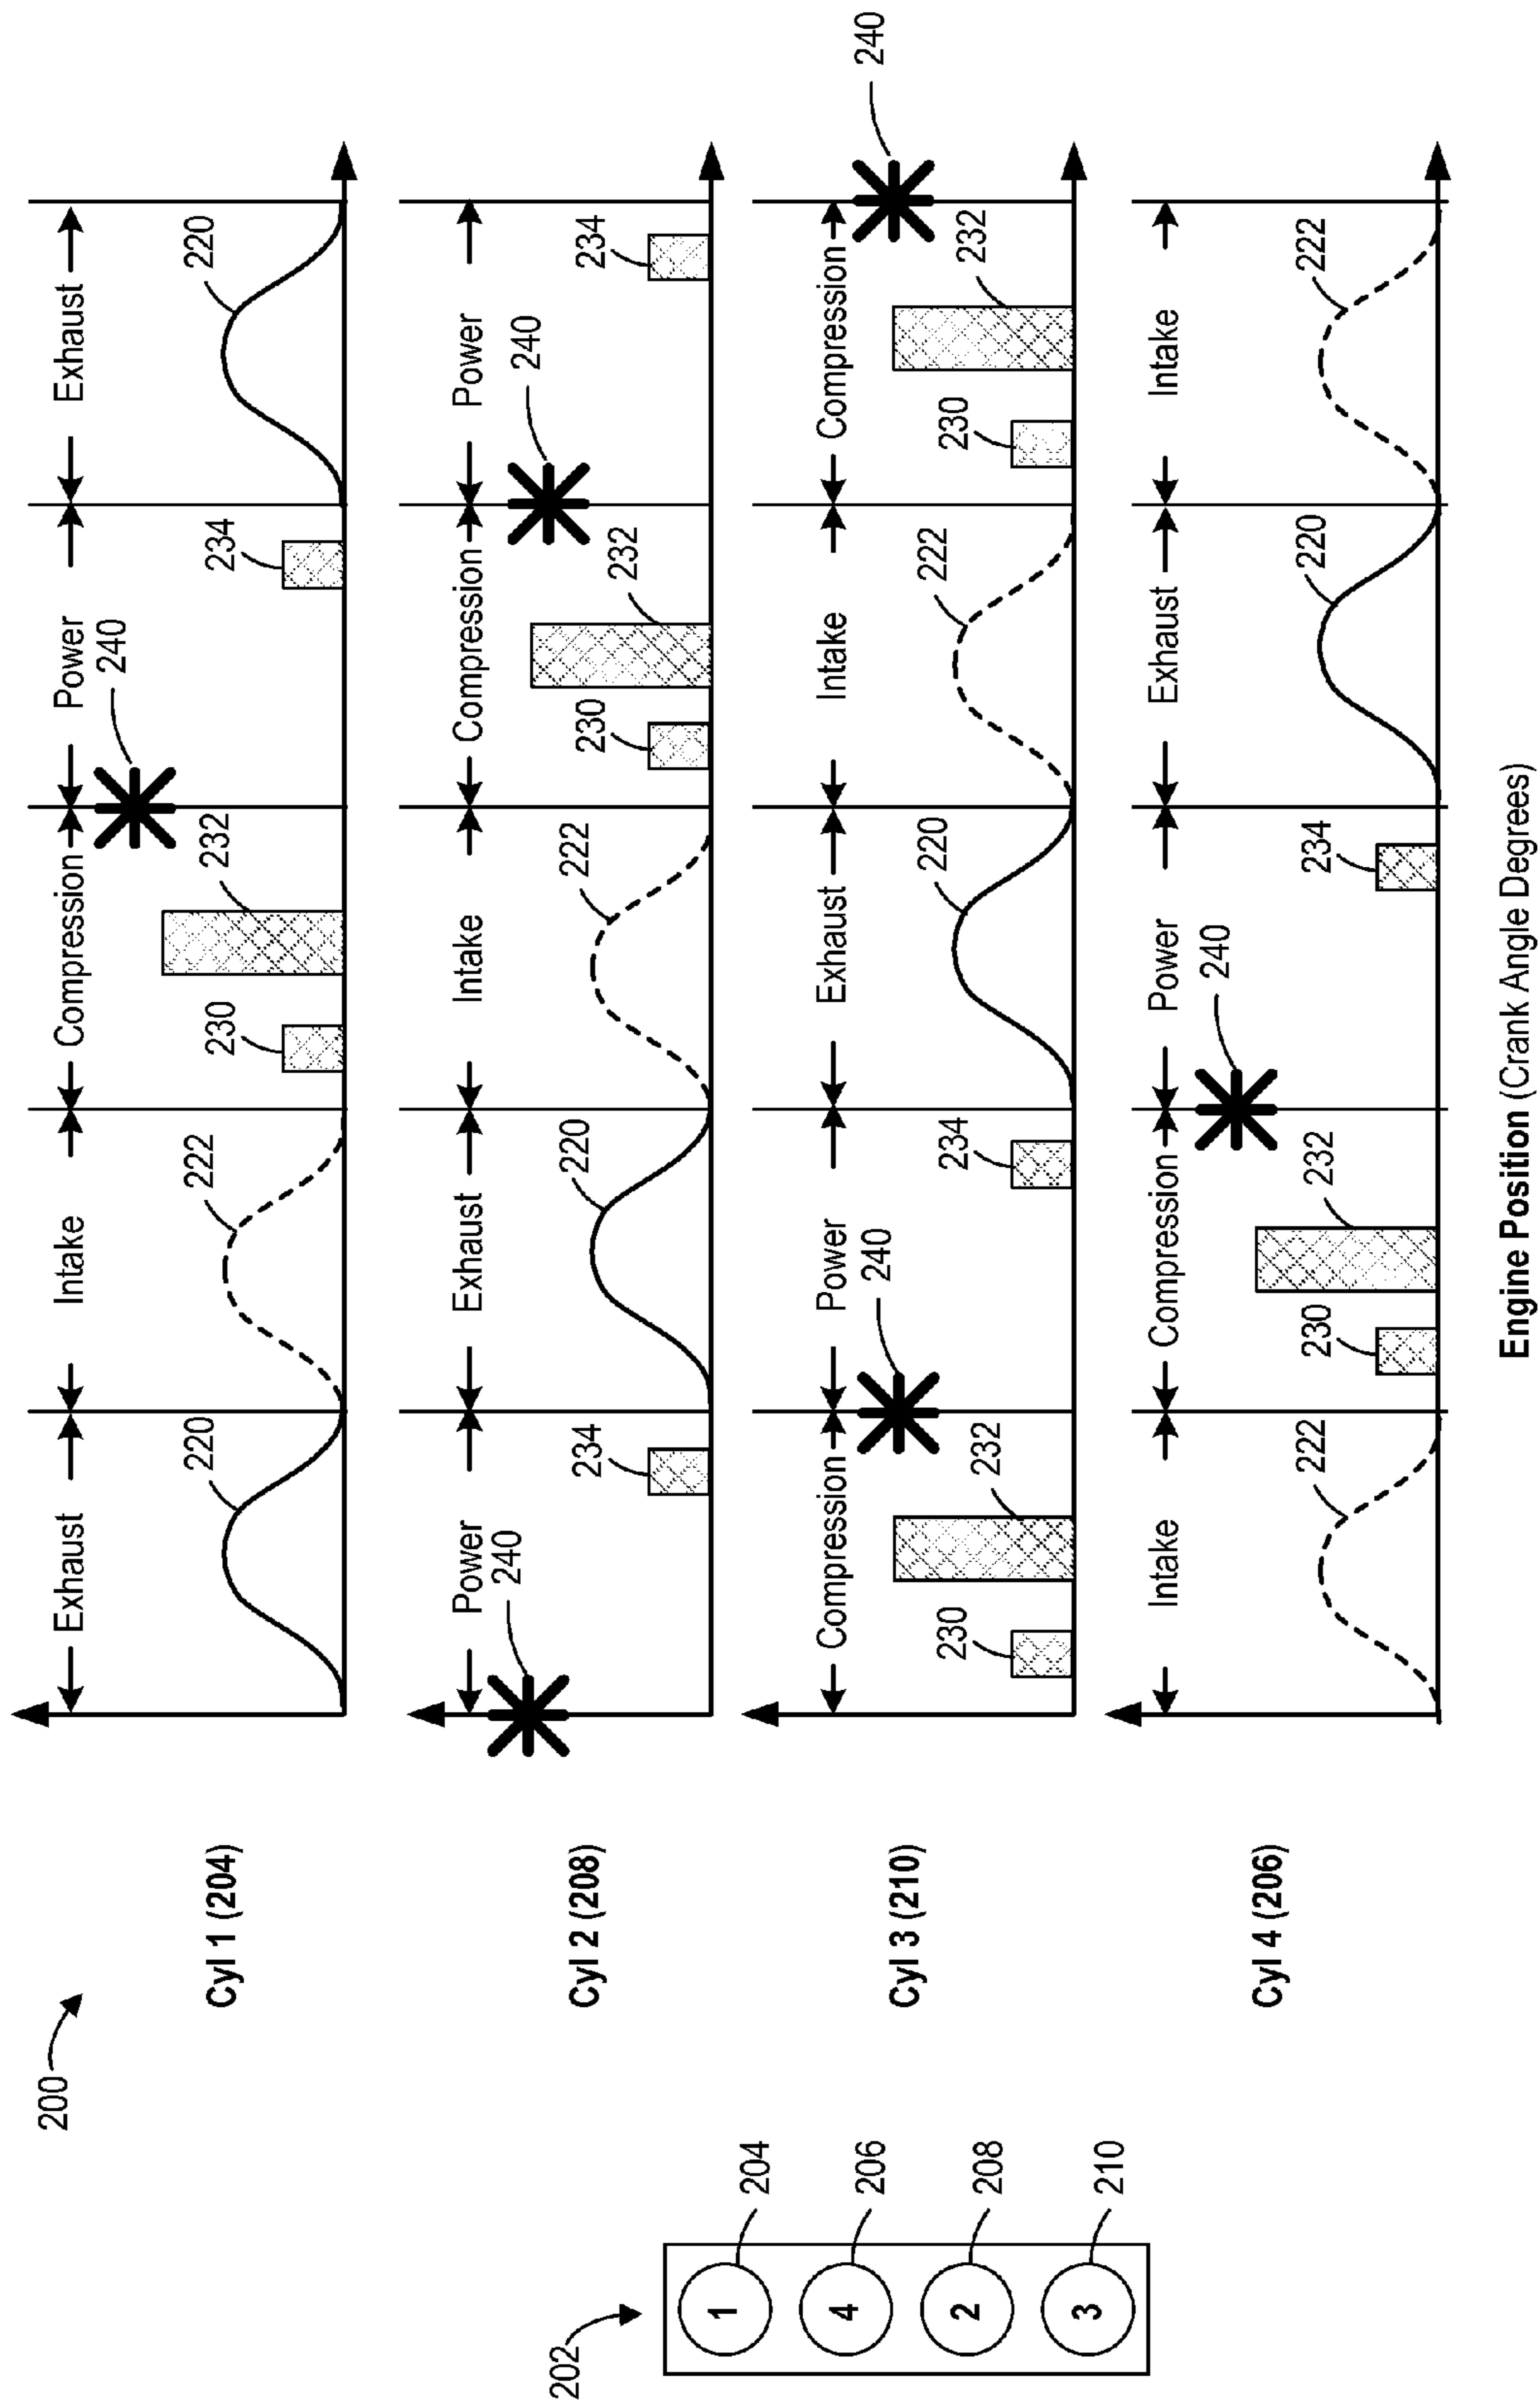 200
202
1
4
2
3
204
206
208
210
Cyl 1 (204)
Exhaust
Intake
Compression
Power
Exhaust
220
222
230
232
240
234
220
Cyl 2 (208)
Power
Exhaust
Intake
Compression
Power
240
234
220
222
230
232
240
234
Cyl 3 (210)
Compression
Power
Exhaust
Intake
Compression
230
232
240
234
220
222
230
232
240
Cyl 4 (206)
Intake
Compression
Power
Exhaust
Intake
222
230
232
240
234
220
222
Engine Position (Crank Angle Degrees)